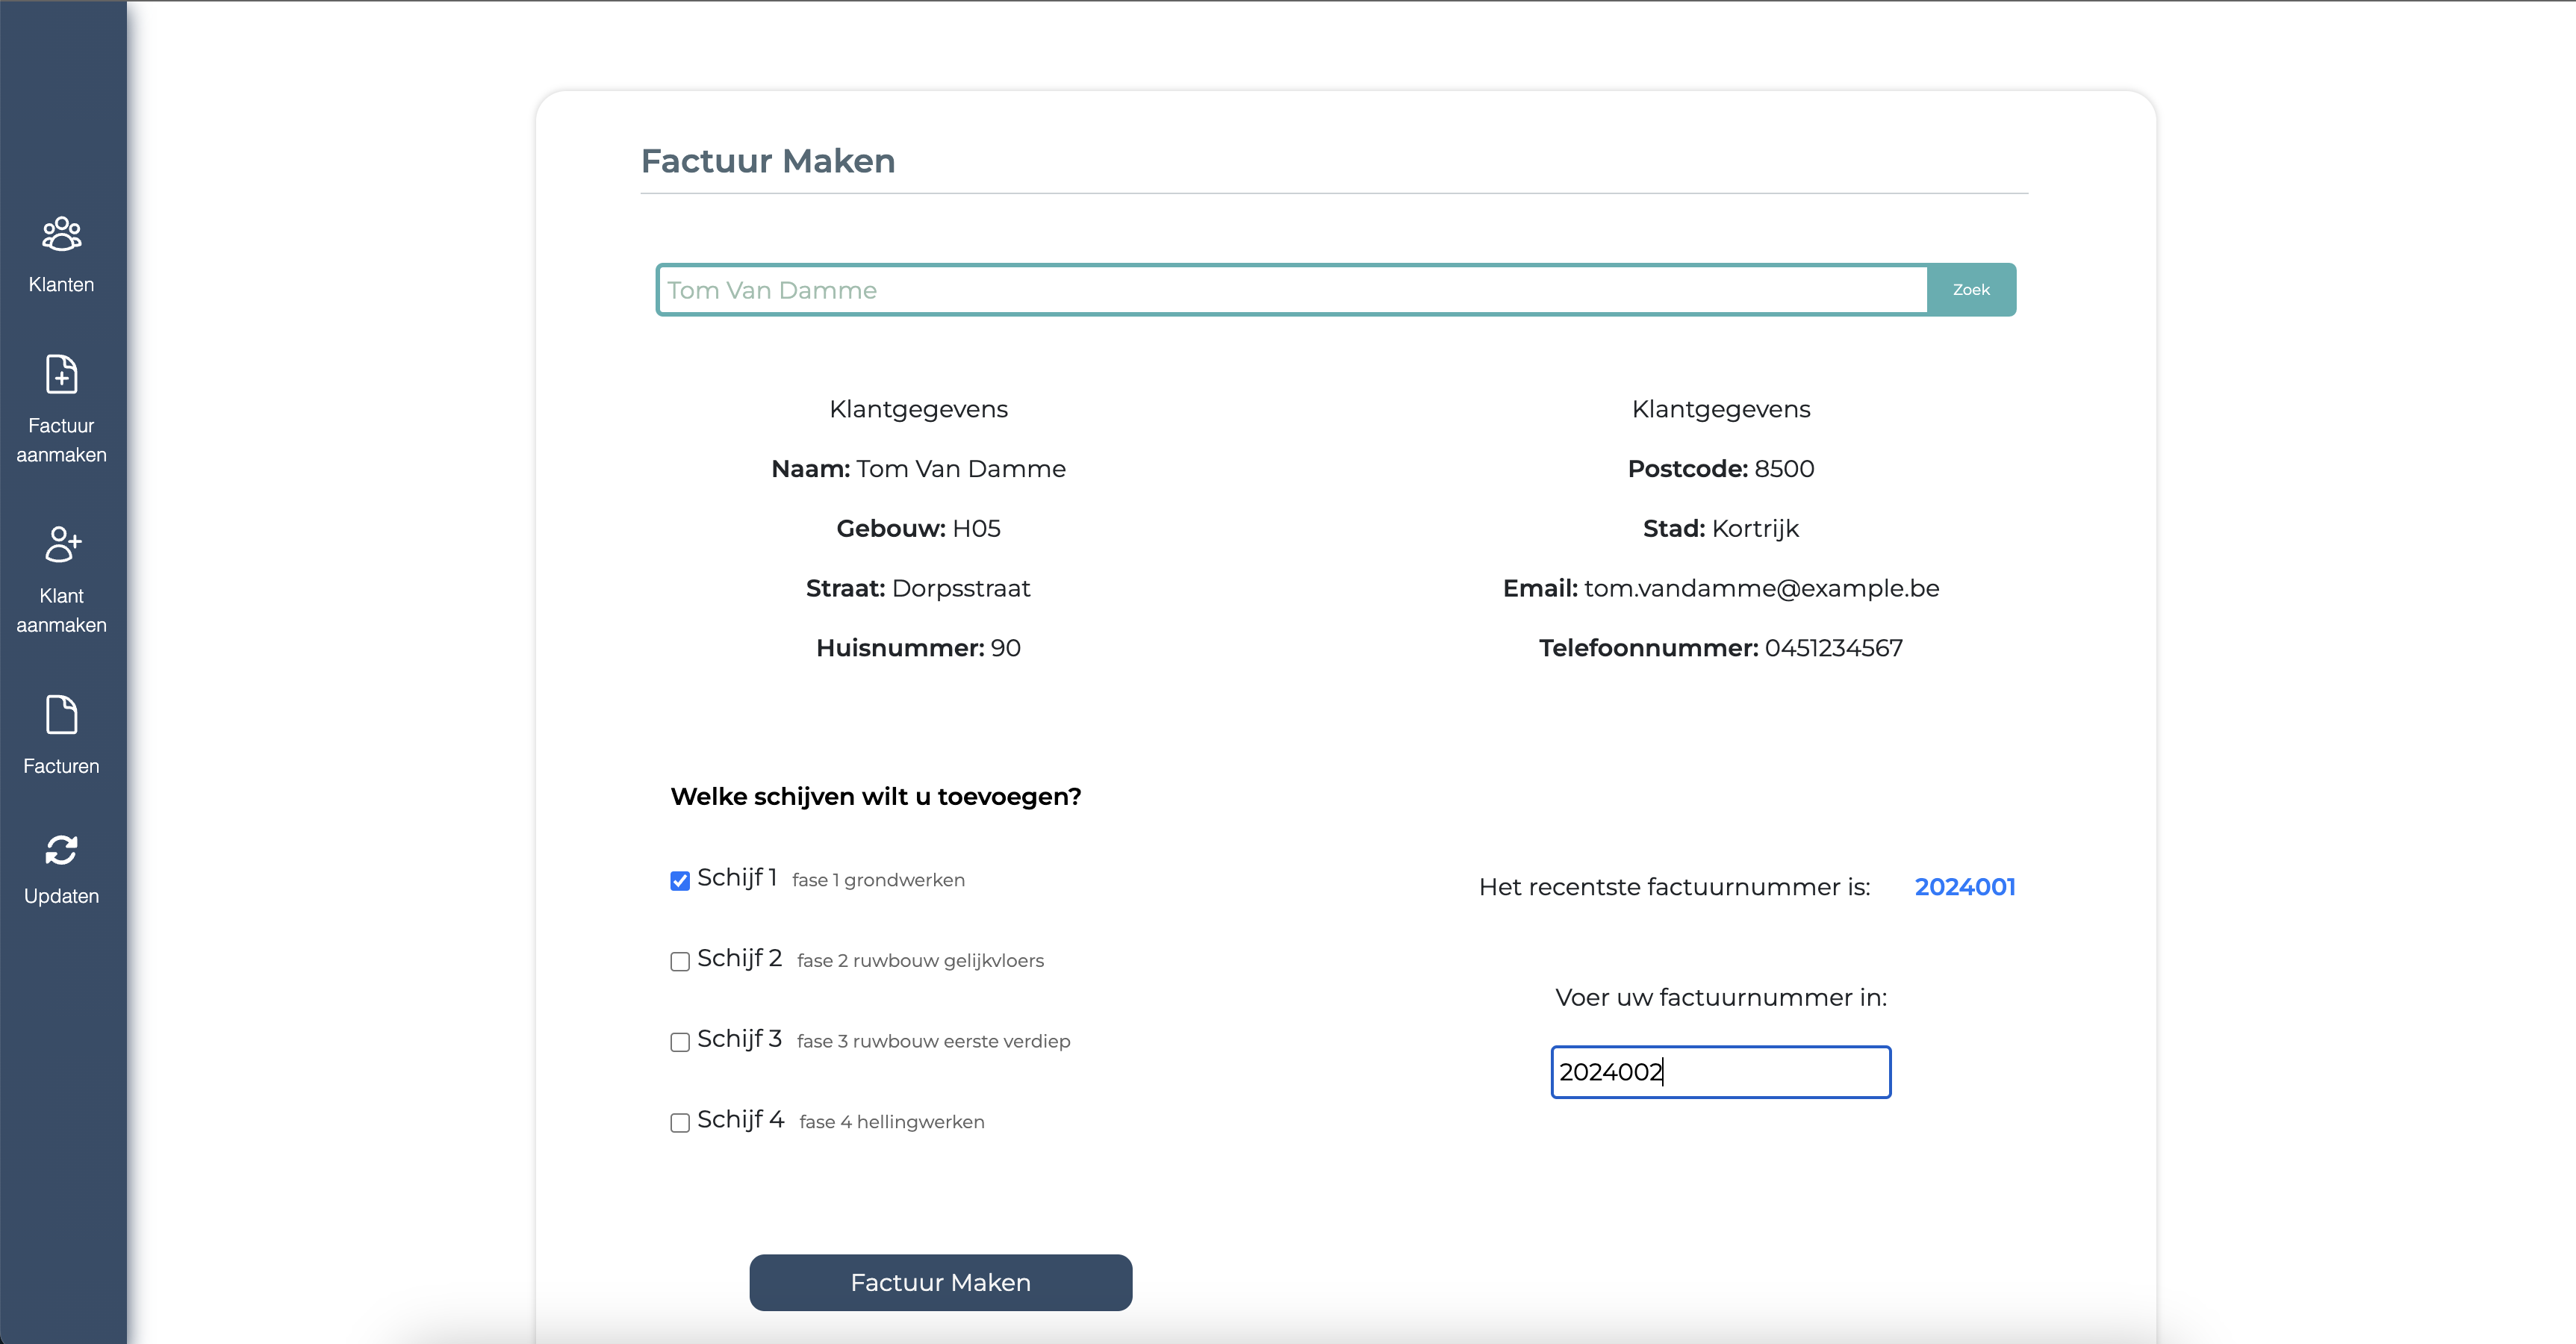 Klanten
Factuur
aanmaken
Klant
aanmaken
Facturen
Updaten
Factuur Maken
Tom Van Damme
Zoek
Klantgegevens
Naam: Tom Van Damme
Gebouw: H05
Straat: Dorpsstraat
Huisnummer: 90
Klantgegevens
Postcode: 8500
Stad: Kortrijk
Email: tom.vandamme@example.be
Telefoonnummer: 0451234567
Welke schijven wilt u toevoegen?
Schijf 1 fase 1 grondwerken
Schijf 2 fase 2 ruwbouw gelijkvloers
Schijf 3 fase 3 ruwbouw eerste verdiep
Schijf 4 fase 4 hellingwerken
Het recentste factuurnummer is: 2024001
Voer uw factuurnummer in:
2024002
Factuur Maken